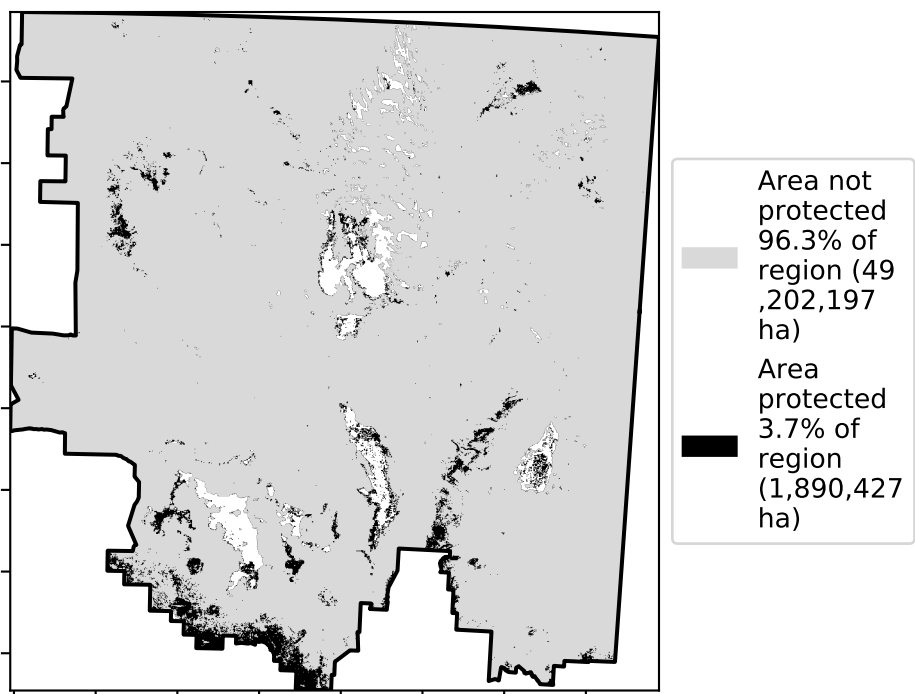 Area not
protected
96.3% of
region (49
,202,197
ha)
Area
protected
3.7% of
region
(1,890,427
ha)